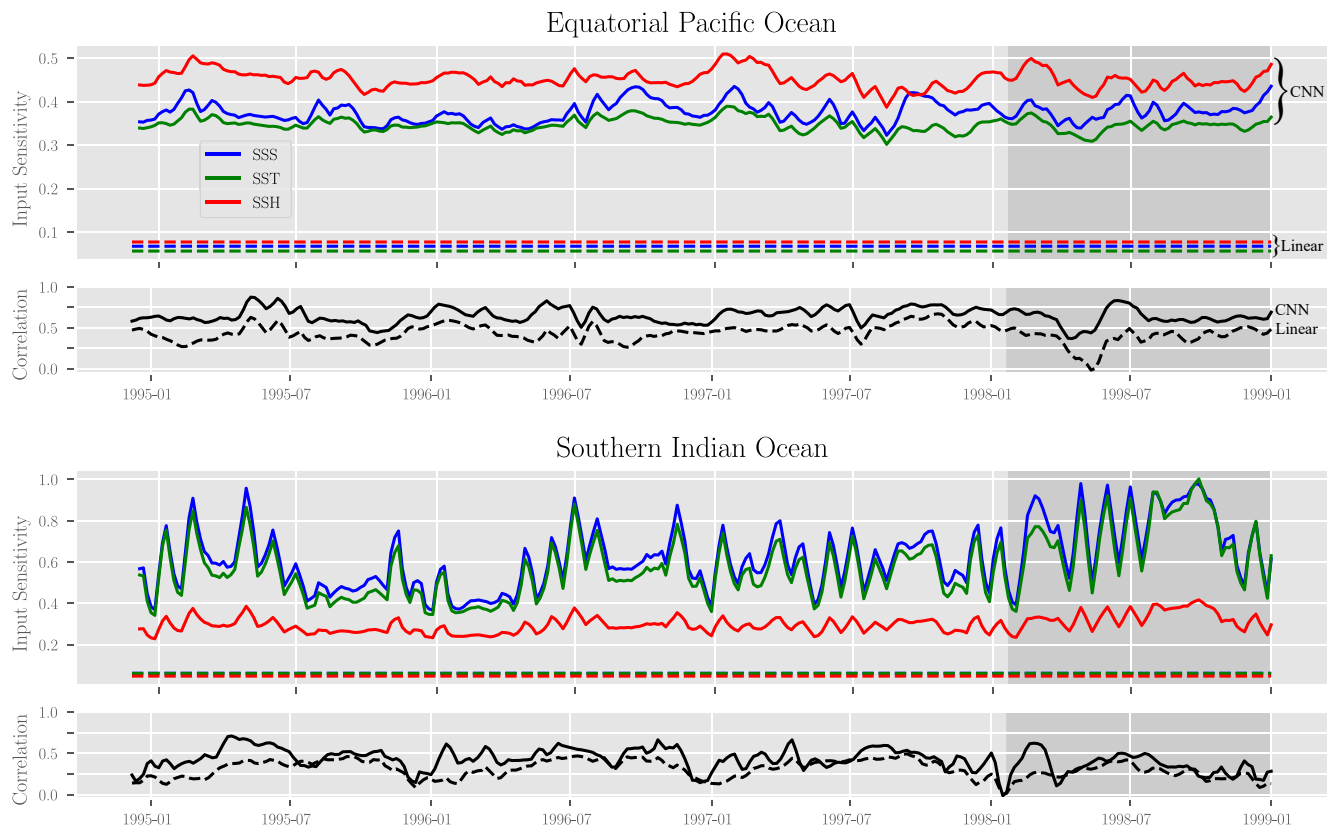 Equatorial Pacific Ocean
Input Sensitivity
0.5
0.4
0.3
0.2
0.1
SSS
SST
SSH
CNN
Linear
Correlation
1.0
0.5
0.0
CNN
Linear
1995-01 1995-07 1996-01 1996-07 1997-01 1997-07 1998-01 1998-07 1999-01
Southern Indian Ocean
Input Sensitivity
1.0
0.8
0.6
0.4
0.2
Correlation
1.0
0.5
0.0
1995-01 1995-07 1996-01 1996-07 1997-01 1997-07 1998-01 1998-07 1999-01